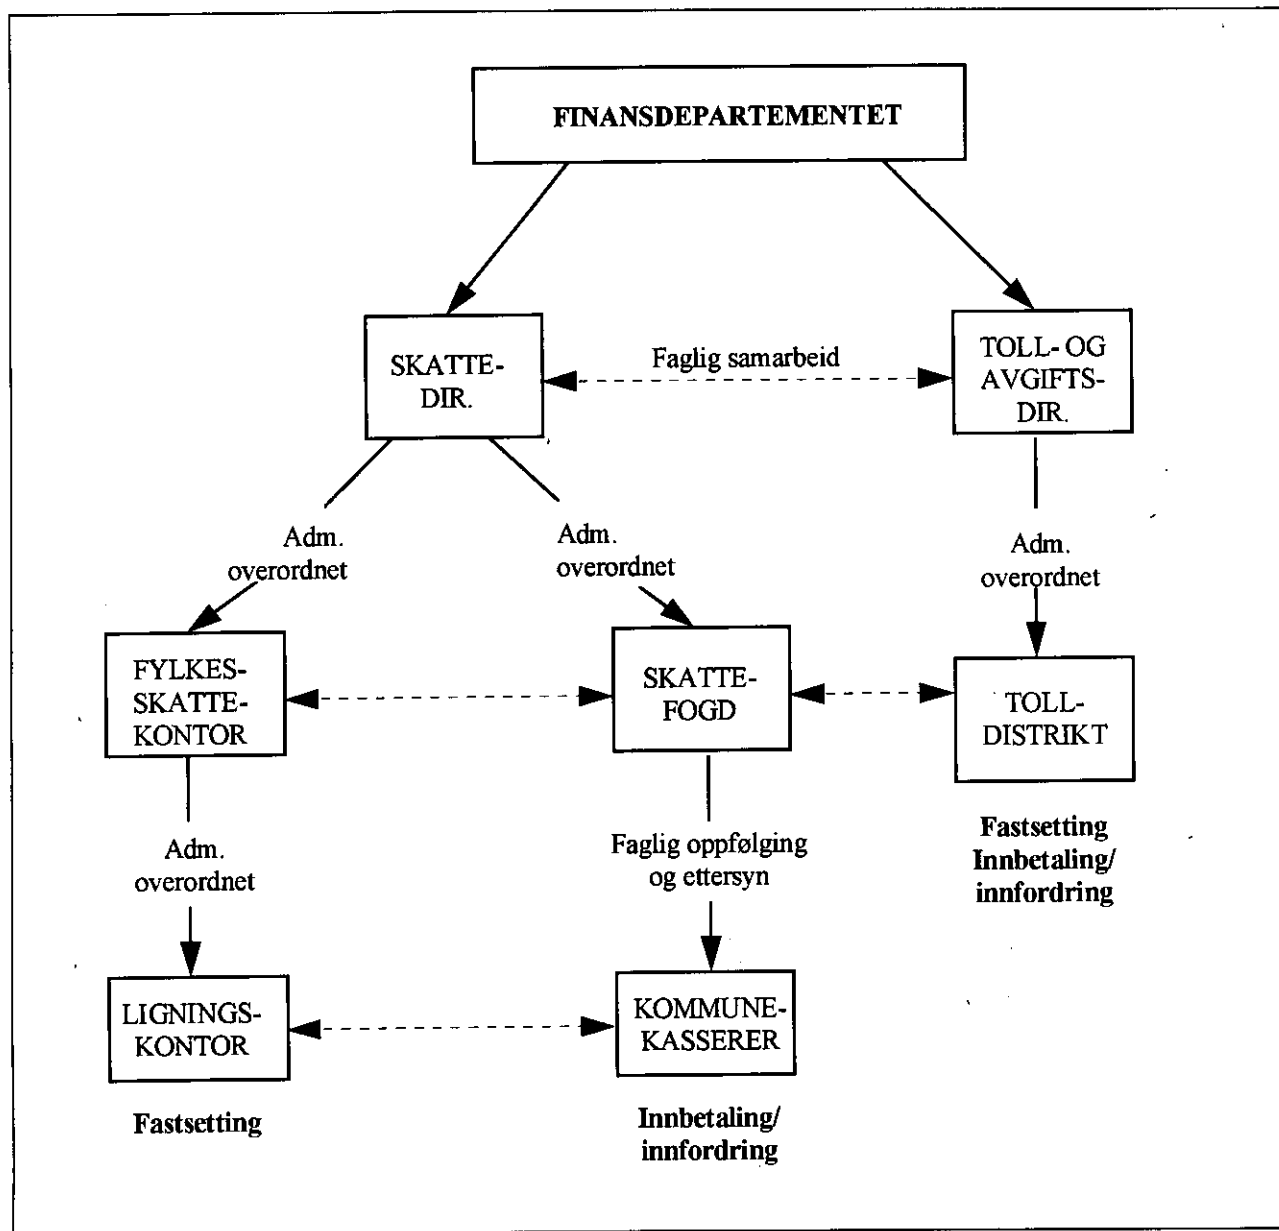 FINANSDEPARTEMENTET
SKATTE-
DIR.
Faglig samarbeid
TOLL- OG
AVGIFTS-
DIR.
Adm.
overordnet
Adm.
overordnet
Adm.
overordnet
FYLKES-
SKATTE-
KONTOR
SKATTE-
FOGD
TOLL-
DISTRIKT
Adm.
overordnet
Faglig oppfølging
og ettersyn
Fastsetting
Innbetaling/
innfordring
LIGNINGS-
KONTOR
KOMMUNE-
KASSERER
Fastsetting
Innbetaling/
innfordring